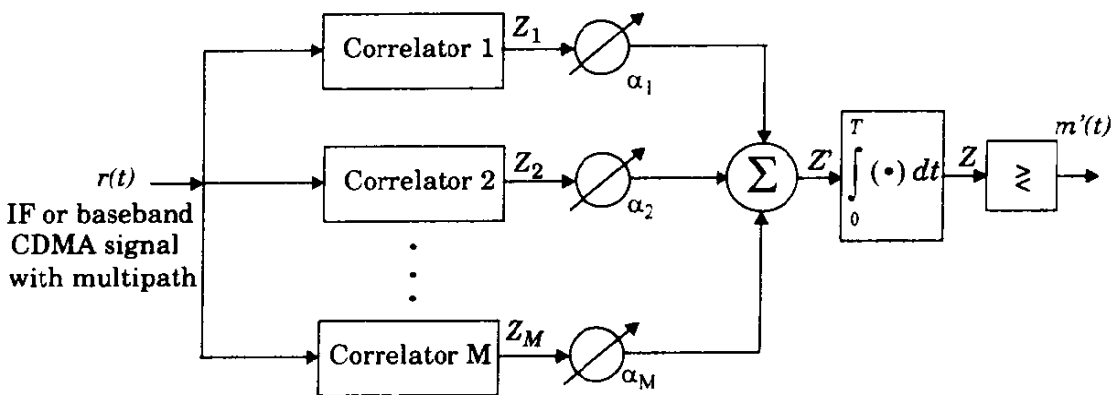 Correlator 1
Z1
α1
r(t)
IF or baseband
CDMA signal
with multipath
Correlator 2
Z2
α2
Σ
Z'
T
∫ (•) dt
0
Z
≥
<
m'(t)
Correlator M
ZM
αM